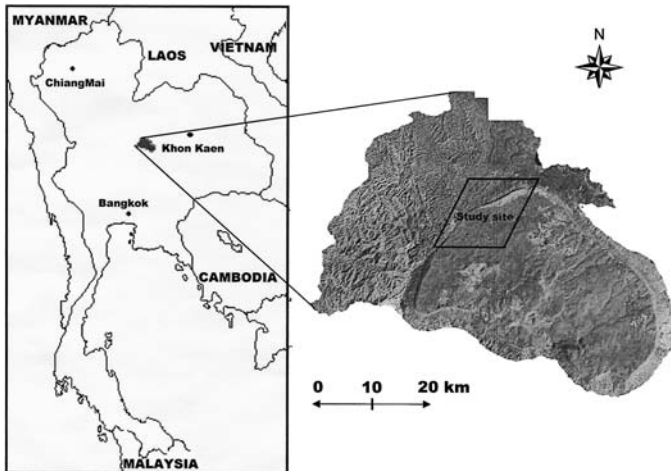 MYANMAR
LAOS
VIETNAM
ChiangMai
Khon Kaen
Bangkok
CAMBODIA
MALAYSIA
N
Study site
0 10 20 km